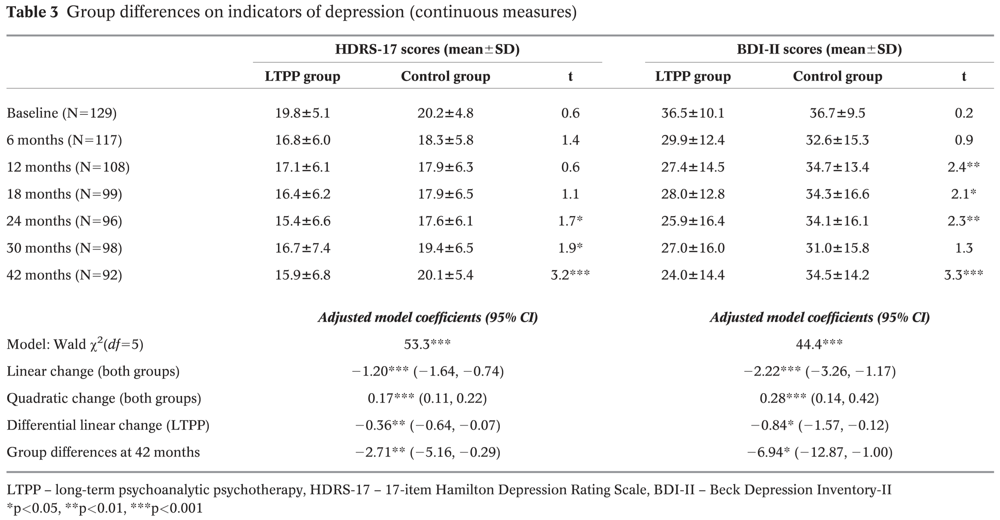 Table 3 Group differences on indicators of depression (continuous measures)
HDRS-17 scores (mean±SD) BDI-II scores (mean±SD)
LTPP group Control group t LTPP group Control group t
Baseline (N=129) 19.8±5.1 20.2±4.8 0.6 36.5±10.1 36.7±9.5 0.2
6 months (N=117) 16.8±6.0 18.3±5.8 1.4 29.9±12.4 32.6±15.3 0.9
12 months (N=108) 17.1±6.1 17.9±6.3 0.6 27.4±14.5 34.7±13.4 2.4**
18 months (N=99) 16.4±6.2 17.9±6.5 1.1 28.0±12.8 34.3±16.6 2.1*
24 months (N=96) 15.4±6.6 17.6±6.1 1.7* 25.9±16.4 34.1±16.1 2.3**
30 months (N=98) 16.7±7.4 19.4±6.5 1.9* 27.0±16.0 31.0±15.8 1.3
42 months (N=92) 15.9±6.8 20.1±5.4 3.2*** 24.0±14.4 34.5±14.2 3.3***
Adjusted model coefficients (95% CI) Adjusted model coefficients (95% CI)
Model: Wald χ²(df=5) 53.3*** 44.4***
Linear change (both groups) −1.20*** (−1.64, −0.74) −2.22*** (−3.26, −1.17)
Quadratic change (both groups) 0.17*** (0.11, 0.22) 0.28*** (0.14, 0.42)
Differential linear change (LTPP) −0.36** (−0.64, −0.07) −0.84* (−1.57, −0.12)
Group differences at 42 months −2.71** (−5.16, −0.29) −6.94* (−12.87, −1.00)
LTPP – long-term psychoanalytic psychotherapy, HDRS-17 – 17-item Hamilton Depression Rating Scale, BDI-II – Beck Depression Inventory-II
*p<0.05, **p<0.01, ***p<0.001